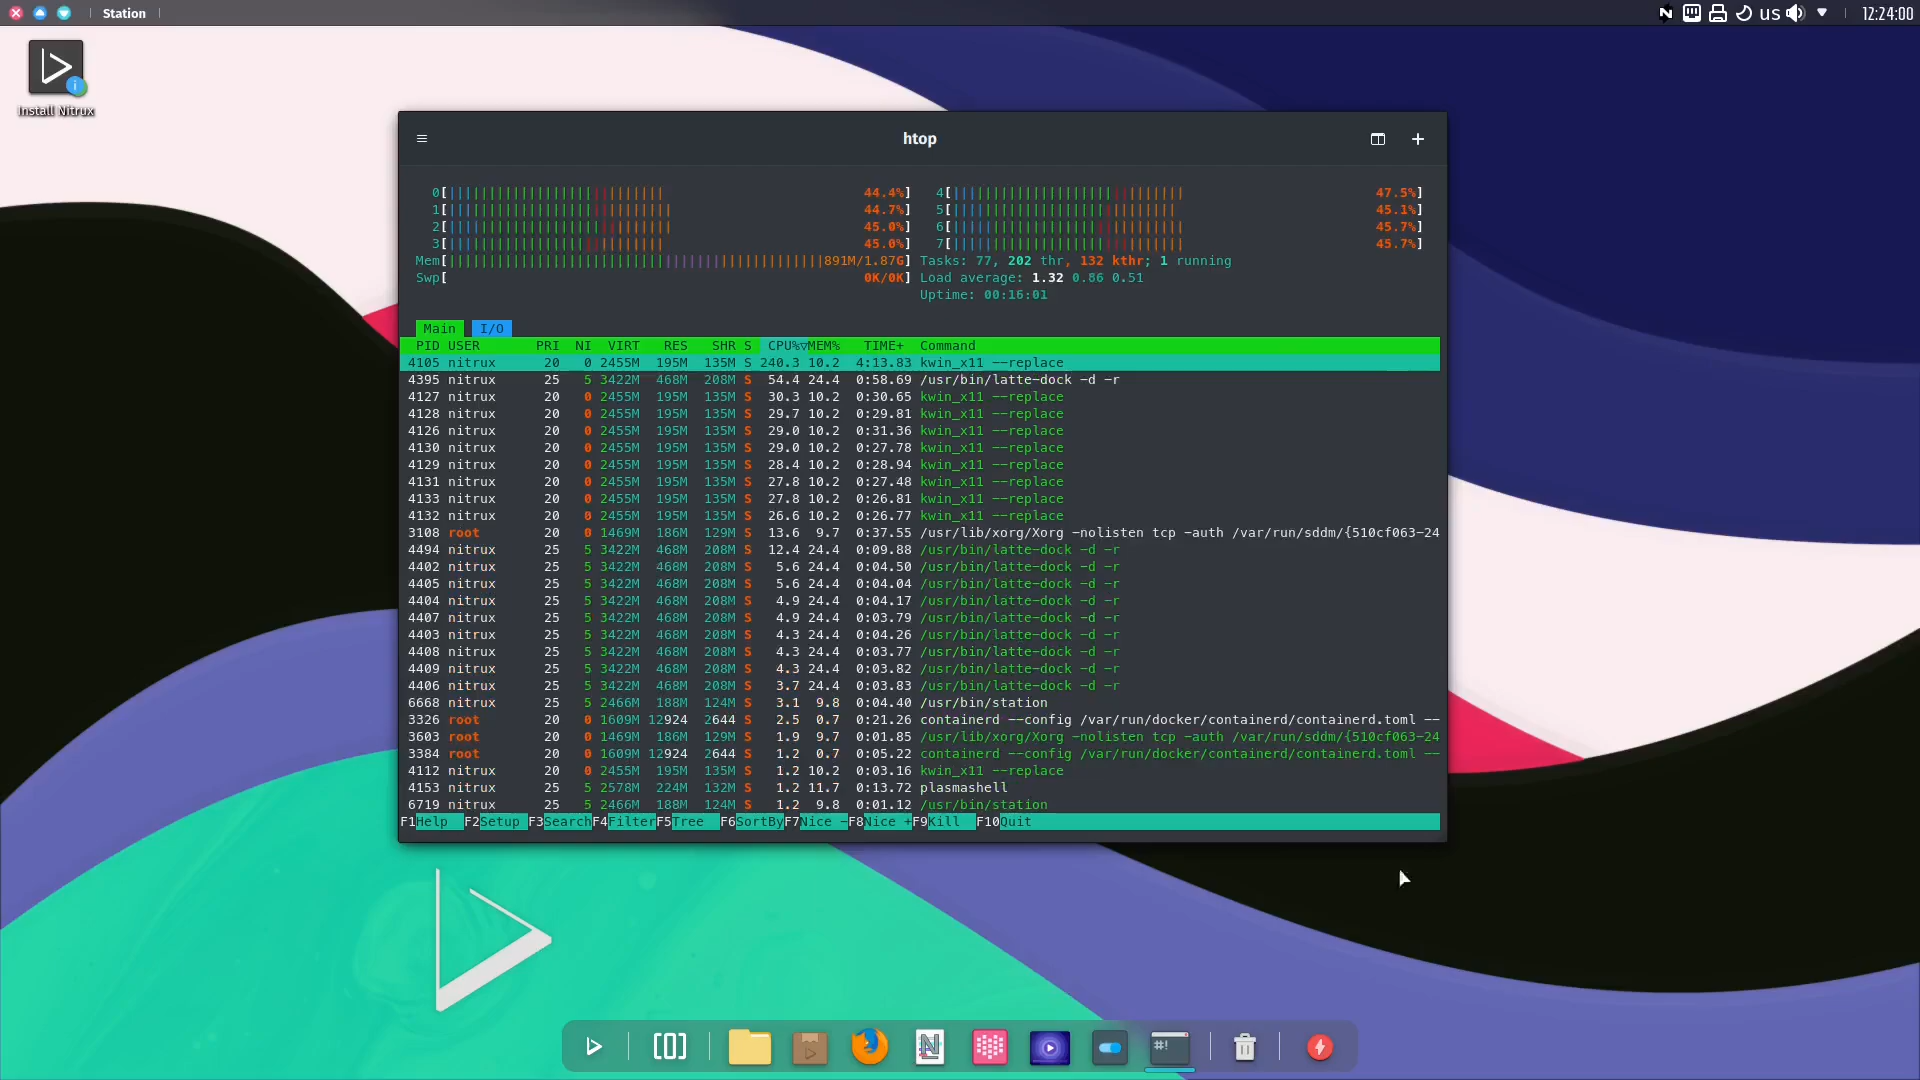 Station
us
12:24:00
Install Nitrux
htop
0[ 44.4%] 4[ 47.5%]
1[ 44.7%] 5[ 45.1%]
2[ 45.0%] 6[ 45.7%]
3[ 45.0%] 7[ 45.7%]
Mem[ 891M/1.87G] Tasks: 77, 202 thr, 132 kthr; 1 running
Swp[ 0K/0K] Load average: 1.32 0.86 0.51
Uptime: 00:16:01
Main I/O
PID USER PRI NI VIRT RES SHR S CPU%▽MEM% TIME+ Command
4105 nitrux 20 0 2455M 195M 135M S 240.3 10.2 4:13.83 kwin_x11 --replace
4395 nitrux 25 5 3422M 468M 208M S 54.4 24.4 0:58.69 /usr/bin/latte-dock -d -r
4127 nitrux 20 0 2455M 195M 135M S 30.3 10.2 0:30.65 kwin_x11 --replace
4128 nitrux 20 0 2455M 195M 135M S 29.7 10.2 0:29.81 kwin_x11 --replace
4126 nitrux 20 0 2455M 195M 135M S 29.0 10.2 0:31.36 kwin_x11 --replace
4130 nitrux 20 0 2455M 195M 135M S 29.0 10.2 0:27.78 kwin_x11 --replace
4129 nitrux 20 0 2455M 195M 135M S 28.4 10.2 0:28.94 kwin_x11 --replace
4131 nitrux 20 0 2455M 195M 135M S 27.8 10.2 0:27.48 kwin_x11 --replace
4133 nitrux 20 0 2455M 195M 135M S 27.8 10.2 0:26.81 kwin_x11 --replace
4132 nitrux 20 0 2455M 195M 135M S 26.6 10.2 0:26.77 kwin_x11 --replace
3108 root 20 0 1469M 186M 129M S 13.6 9.7 0:37.55 /usr/lib/xorg/Xorg -nolisten tcp -auth /var/run/sddm/{510cf063-24
4494 nitrux 25 5 3422M 468M 208M S 12.4 24.4 0:09.88 /usr/bin/latte-dock -d -r
4402 nitrux 25 5 3422M 468M 208M S 5.6 24.4 0:04.50 /usr/bin/latte-dock -d -r
4405 nitrux 25 5 3422M 468M 208M S 5.6 24.4 0:04.04 /usr/bin/latte-dock -d -r
4404 nitrux 25 5 3422M 468M 208M S 4.9 24.4 0:04.17 /usr/bin/latte-dock -d -r
4407 nitrux 25 5 3422M 468M 208M S 4.9 24.4 0:03.79 /usr/bin/latte-dock -d -r
4403 nitrux 25 5 3422M 468M 208M S 4.3 24.4 0:04.26 /usr/bin/latte-dock -d -r
4408 nitrux 25 5 3422M 468M 208M S 4.3 24.4 0:03.77 /usr/bin/latte-dock -d -r
4409 nitrux 25 5 3422M 468M 208M S 4.3 24.4 0:03.82 /usr/bin/latte-dock -d -r
4406 nitrux 25 5 3422M 468M 208M S 3.7 24.4 0:03.83 /usr/bin/latte-dock -d -r
6668 nitrux 25 5 2466M 188M 124M S 3.1 9.8 0:04.40 /usr/bin/station
3326 root 20 0 1609M 12924 2644 S 2.5 0.7 0:21.26 containerd --config /var/run/docker/containerd/containerd.toml --
3603 root 20 0 1469M 186M 129M S 1.9 9.7 0:01.85 /usr/lib/xorg/Xorg -nolisten tcp -auth /var/run/sddm/{510cf063-24
3384 root 20 0 1609M 12924 2644 S 1.2 0.7 0:05.22 containerd --config /var/run/docker/containerd/containerd.toml --
4112 nitrux 20 0 2455M 195M 135M S 1.2 10.2 0:03.16 kwin_x11 --replace
4153 nitrux 25 5 2578M 224M 132M S 1.2 11.7 0:13.72 plasmashell
6719 nitrux 25 5 2466M 188M 124M S 1.2 9.8 0:01.12 /usr/bin/station
F1Help F2Setup F3SearchF4FilterF5Tree F6SortByF7Nice -F8Nice +F9Kill F10Quit
#!